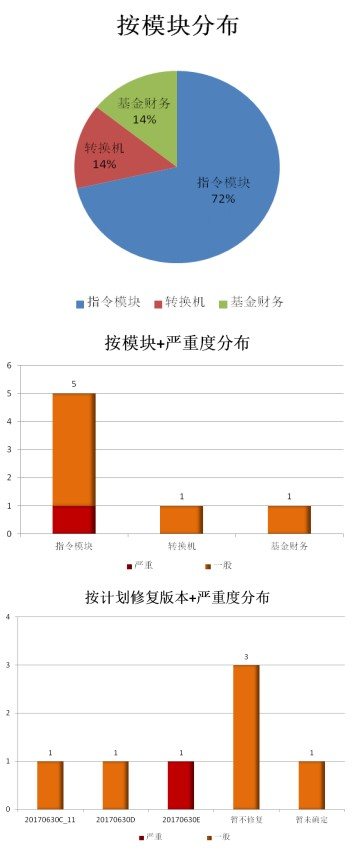 按模块分布
基金财务
14%
转换机
14%
指令模块
72%
指令模块 转换机 基金财务
按模块+严重度分布
6
5
4
3
2
1
0
5
1
1
指令模块 转换机 基金财务
严重 一般
按计划修复版本+严重度分布
4
3
2
1
0
1
1
1
3
1
20170630C_11 20170630D 20170630E 暂不修复 暂未确定
严重 一般